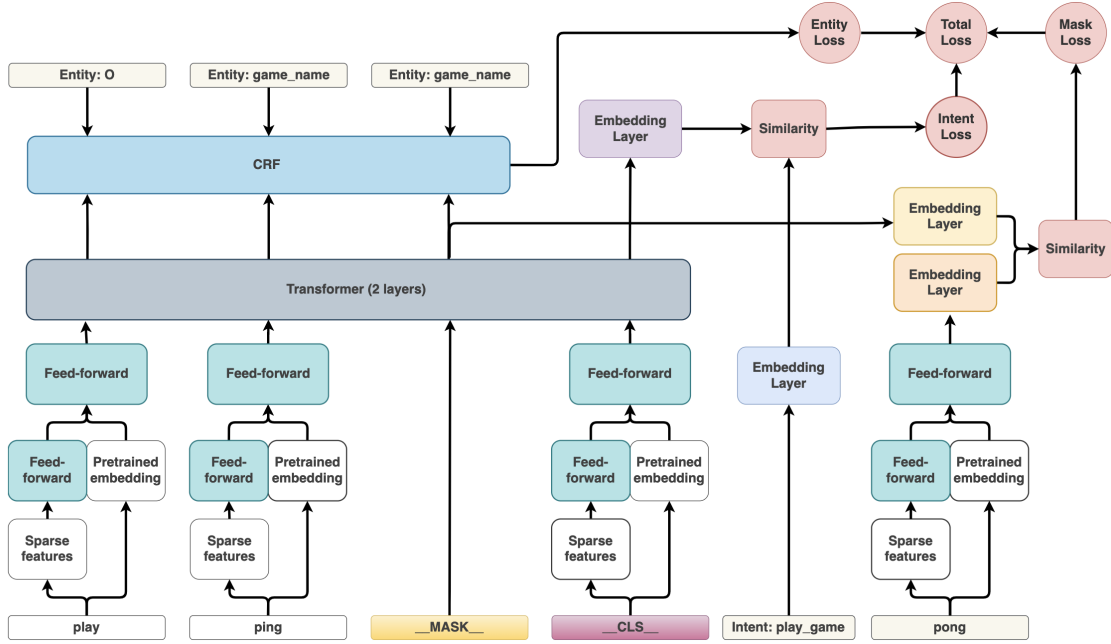 Entity
Loss
Total
Loss
Mask
Loss
Entity: O
Entity: game_name
Entity: game_name
Embedding
Layer
Similarity
Intent
Loss
CRF
Embedding
Layer
Similarity
Embedding
Layer
Transformer (2 layers)
Feed-forward
Feed-forward
Feed-forward
Embedding
Layer
Feed-forward
Feed-
forward
Pretrained
embedding
Feed-
forward
Pretrained
embedding
Feed-
forward
Pretrained
embedding
Feed-
forward
Pretrained
embedding
Sparse
features
Sparse
features
Sparse
features
Sparse
features
play
ping
__MASK__
__CLS__
Intent: play_game
pong